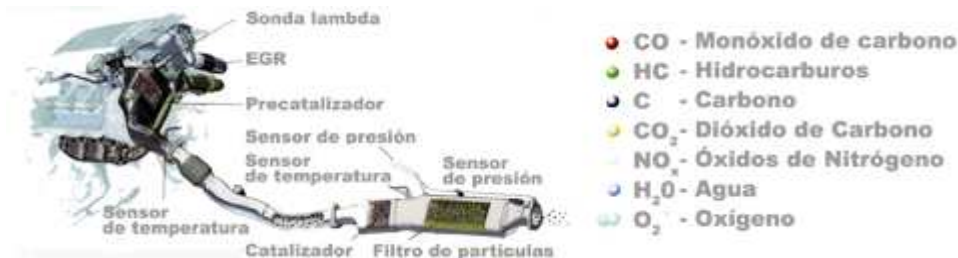 Sonda lambda
EGR
Precatalizador
Sensor de presión
Sensor
de temperatura
Sensor
de presión
Sensor
de temperatura
Catalizador
Filtro de particulas
CO - Monóxido de carbono
HC - Hidrocarburos
C - Carbono
CO₂ - Dióxido de Carbono
NOₓ - Óxidos de Nitrógeno
H₂0 - Agua
O₂ - Oxígeno